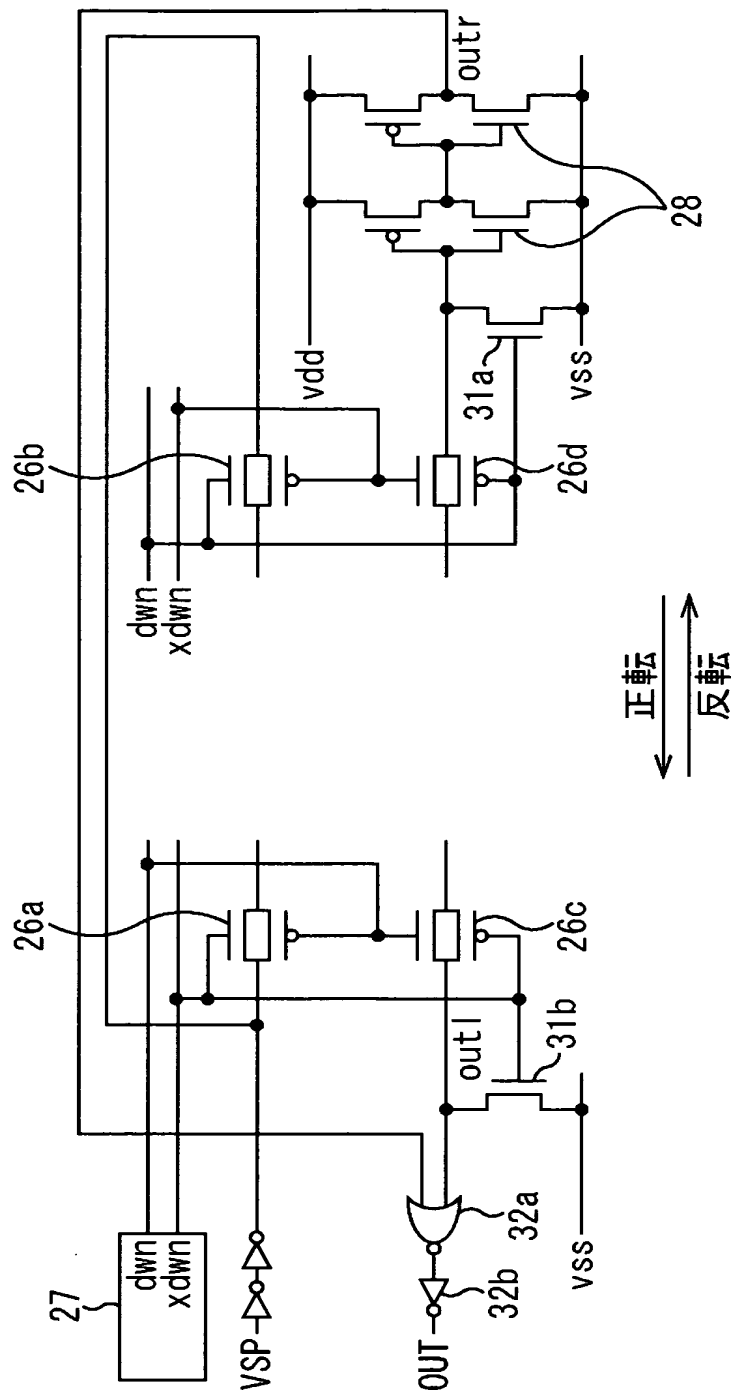 27
dwn
xdwn
VSP
OUT
32b
32a
vss
26a
26c
outl
31b
正転
反転
dwn
xdwn
26b
26d
vdd
31a
vss
28
outr